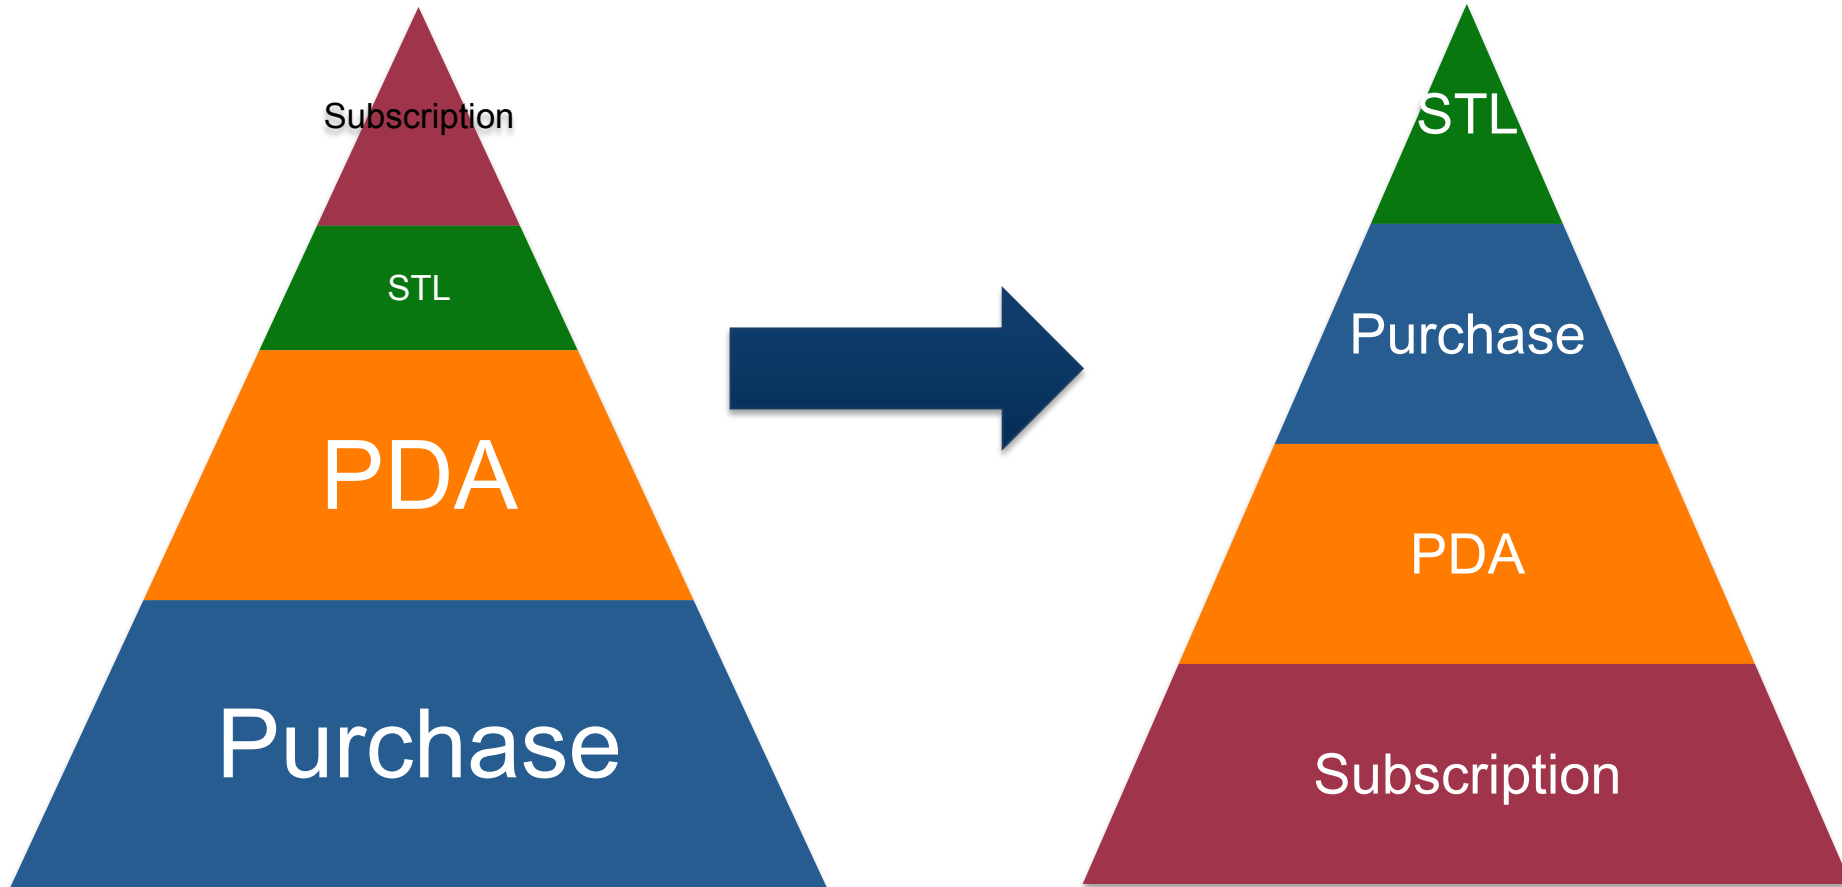 Subscription
STL
PDA
Purchase
STL
Purchase
PDA
Subscription